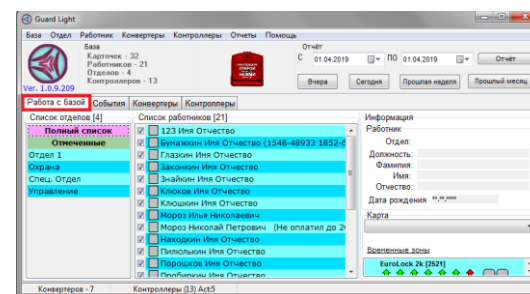 Guard Light
База Отдел Работник Конвертеры Контроллеры Отчеты Помощь
База
Карточек - 32
Работников - 21
Отделов - 4
Контроллеров - 13
Ver. 1.0.9.209
Отчёт
С 01.04.2019 ПО 01.04.2019 Отчёт
Вчера Сегодня Прошлая неделя Прошлый месяц
Работа с базой События Конвертеры Контроллеры
Список отделов [4]
Полный список
Отмеченные
Отдел 1
Охрана
Спец. Отдел
Управление
Список работников [21]
123 Имя Отчество
Бумажкин Имя Отчество (1548-48933 1852-6
Глазкин Имя Отчество
Законкин Имя Отчество
Знайкин Имя Отчество
Клюков Имя Отчество
Клюшкин Имя Отчество
Мороз Илья Николаевич
Мороз Николай Петрович (Не оплатил до 20
Находкин Имя Отчество
Пилюлькин Имя Отчество
Порошков Имя Отчество
Пробиркин Имя Отчество
Информация
Работник
Отдел:
Должность:
Фамилия:
Имя:
Отчество:
Дата рождения **.**.****
Карта
Временные зоны
EuroLock 2k [2521]
Конвертеров - 7 Контроллеры (13) Act:5